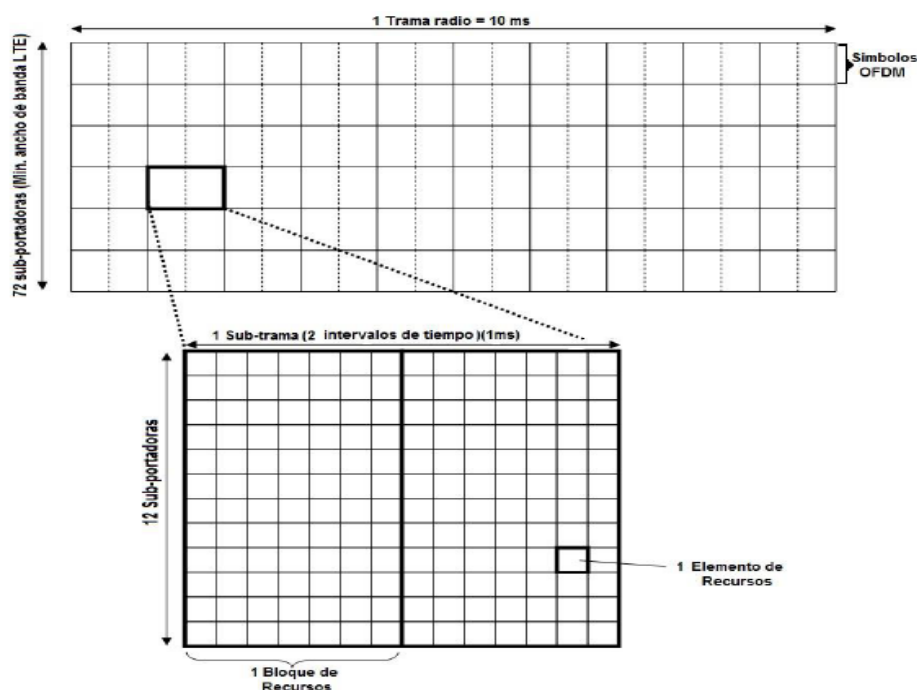 1 Trama radio = 10 ms
Símbolos
OFDM
72 sub-portadoras (Min. ancho de banda LTE)
1 Sub-trama (2 intervalos de tiempo)(1ms)
12 Sub-portadoras
1 Elemento de
Recursos
1 Bloque de
Recursos